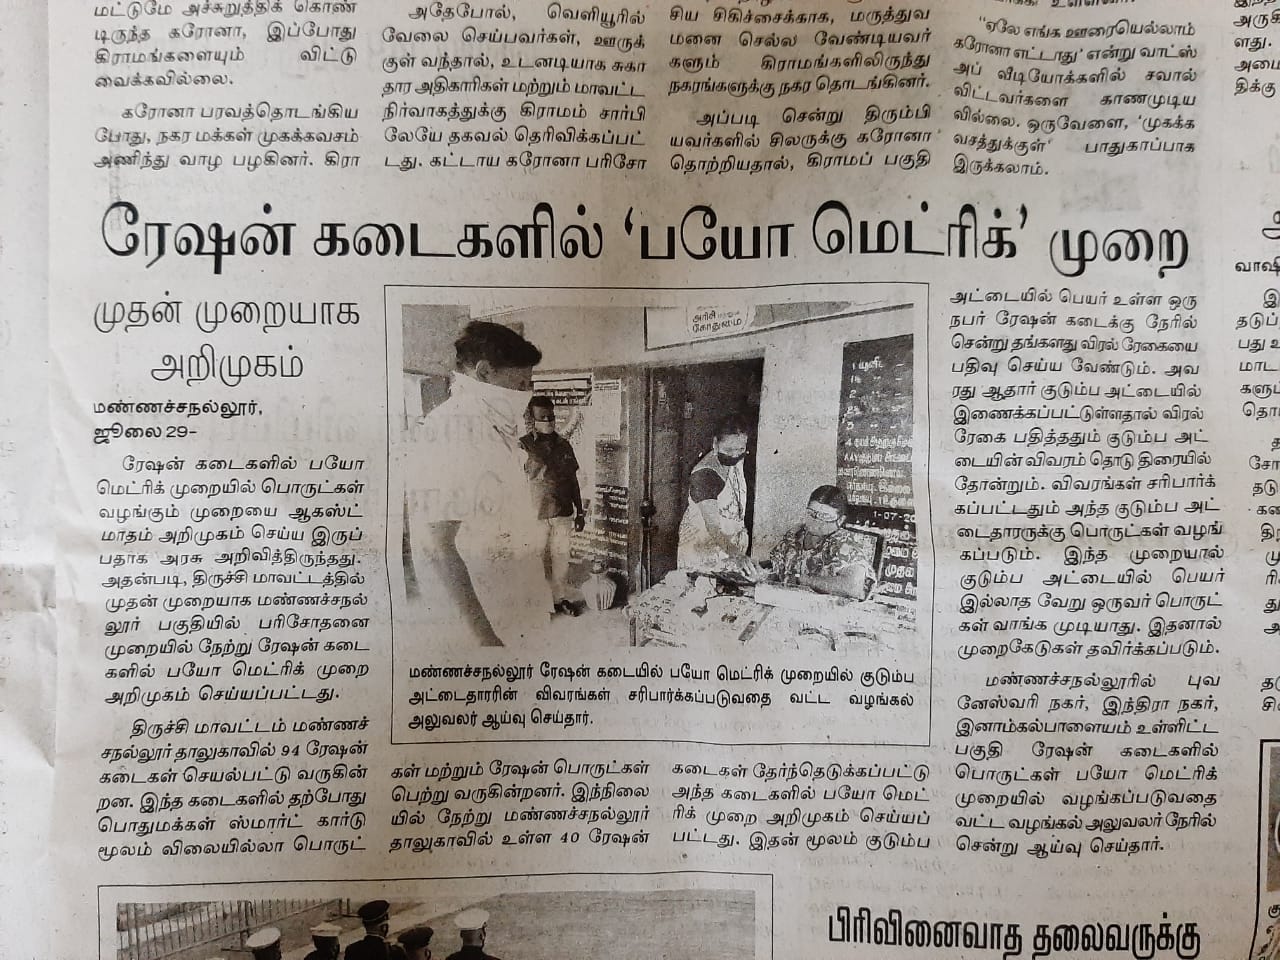 மட்டுமே அச்சுறுத்திக் கொண்
டிருந்த கரோனா, இப்போது
கிராமங்களையும் விட்டு
வைக்கவில்லை.
கரோனா பரவத்தொடங்கிய
போது, நகர மக்கள் முகக்கவசம்
அணிந்து வாழ பழகினர். கிரா
அதேபோல், வெளியூரில்
வேலை செய்பவர்கள், ஊருக்
குள் வந்தால், உடனடியாக சுகா
தார அதிகாரிகள் மற்றும் மாவட்ட
நிர்வாகத்துக்கு கிராமம் சார்பி
லேயே தகவல் தெரிவிக்கப்பட்
டது. கட்டாய கரோனா பரிசோ
சிய சிகிச்சைக்காக, மருத்துவ
மனை செல்ல வேண்டியவர்
களும் கிராமங்களிலிருந்து
நகரங்களுக்கு நகர தொடங்கினர்.
அப்படி சென்று திரும்பி
யவர்களில் சிலருக்கு கரோனா
தொற்றியதால், கிராமப் பகுதி
"ஏலே எங்க ஊரையெல்லாம்
கரோனா எட்டாது' என்று வாட்ஸ்
அப் வீடியோக்களில் சவால்
விட்டவர்களை காணமுடிய
வில்லை. ஒருவேளை, 'முகக்க
வசத்துக்குள்' பாதுகாப்பாக
இருக்கலாம்.
ரேஷன் கடைகளில் 'பயோ மெட்ரிக்' முறை
முதன் முறையாக
அறிமுகம்
மண்ணச்சநல்லூர்,
ஜூலை 29-
ரேஷன் கடைகளில் பயோ
மெட்ரிக் முறையில் பொருட்கள்
வழங்கும் முறையை ஆகஸ்ட்
மாதம் அறிமுகம் செய்ய இருப்
பதாக அரசு அறிவித்திருந்தது.
அதன்படி, திருச்சி மாவட்டத்தில்
முதன் முறையாக மண்ணச்சநல்
லூர் பகுதியில் பரிசோதனை
முறையில் நேற்று ரேஷன் கடை
களில் பயோ மெட்ரிக் முறை
அறிமுகம் செய்யப்பட்டது.
திருச்சி மாவட்டம் மண்ணச்
சநல்லூர் தாலுகாவில் 94 ரேஷன்
கடைகள் செயல்பட்டு வருகின்
றன. இந்த கடைகளில் தற்போது
பொதுமக்கள் ஸ்மார்ட் கார்டு
மூலம் விலையில்லா பொருட்
அரிசி மற்றும்
கோதுமை
1 யூனிட்
1-07-20
மண்ணச்சநல்லூர் ரேஷன் கடையில் பயோ மெட்ரிக் முறையில் குடும்ப
அட்டைதாரரின் விவரங்கள் சரிபார்க்கப்படுவதை வட்ட வழங்கல்
அலுவலர் ஆய்வு செய்தார்.
கள் மற்றும் ரேஷன் பொருட்கள்
பெற்று வருகின்றனர். இந்நிலை
யில் நேற்று மண்ணச்சநல்லூர்
தாலுகாவில் உள்ள 40 ரேஷன்
கடைகள் தேர்ந்தெடுக்கப்பட்டு
அந்த கடைகளில் பயோ மெட்
ரிக் முறை அறிமுகம் செய்யப்
பட்டது. இதன் மூலம் குடும்ப
அட்டையில் பெயர் உள்ள ஒரு
நபர் ரேஷன் கடைக்கு நேரில்
சென்று தங்களது விரல் ரேகையை
பதிவு செய்ய வேண்டும். அவ
ரது ஆதார் குடும்ப அட்டையில்
இணைக்கப்பட்டுள்ளதால் விரல்
ரேகை பதித்ததும் குடும்ப அட்
டையின் விவரம் தொடு திரையில்
தோன்றும். விவரங்கள் சரிபார்க்
கப்பட்டதும் அந்த குடும்ப அட்
டைதாரருக்கு பொருட்கள் வழங்
கப்படும். இந்த முறையால்
குடும்ப அட்டையில் பெயர்
இல்லாத வேறு ஒருவர் பொருட்
கள் வாங்க முடியாது. இதனால்
முறைகேடுகள் தவிர்க்கப்படும்.
மண்ணச்சநல்லூரில் புவ
னேஸ்வரி நகர், இந்திரா நகர்,
இனாம்கல்பாளையம் உள்ளிட்ட
பகுதி ரேஷன் கடைகளில்
பொருட்கள் பயோ மெட்ரிக்
முறையில் வழங்கப்படுவதை
வட்ட வழங்கல் அலுவலர் நேரில்
சென்று ஆய்வு செய்தார்.
பிரிவினைவாத தலைவருக்கு